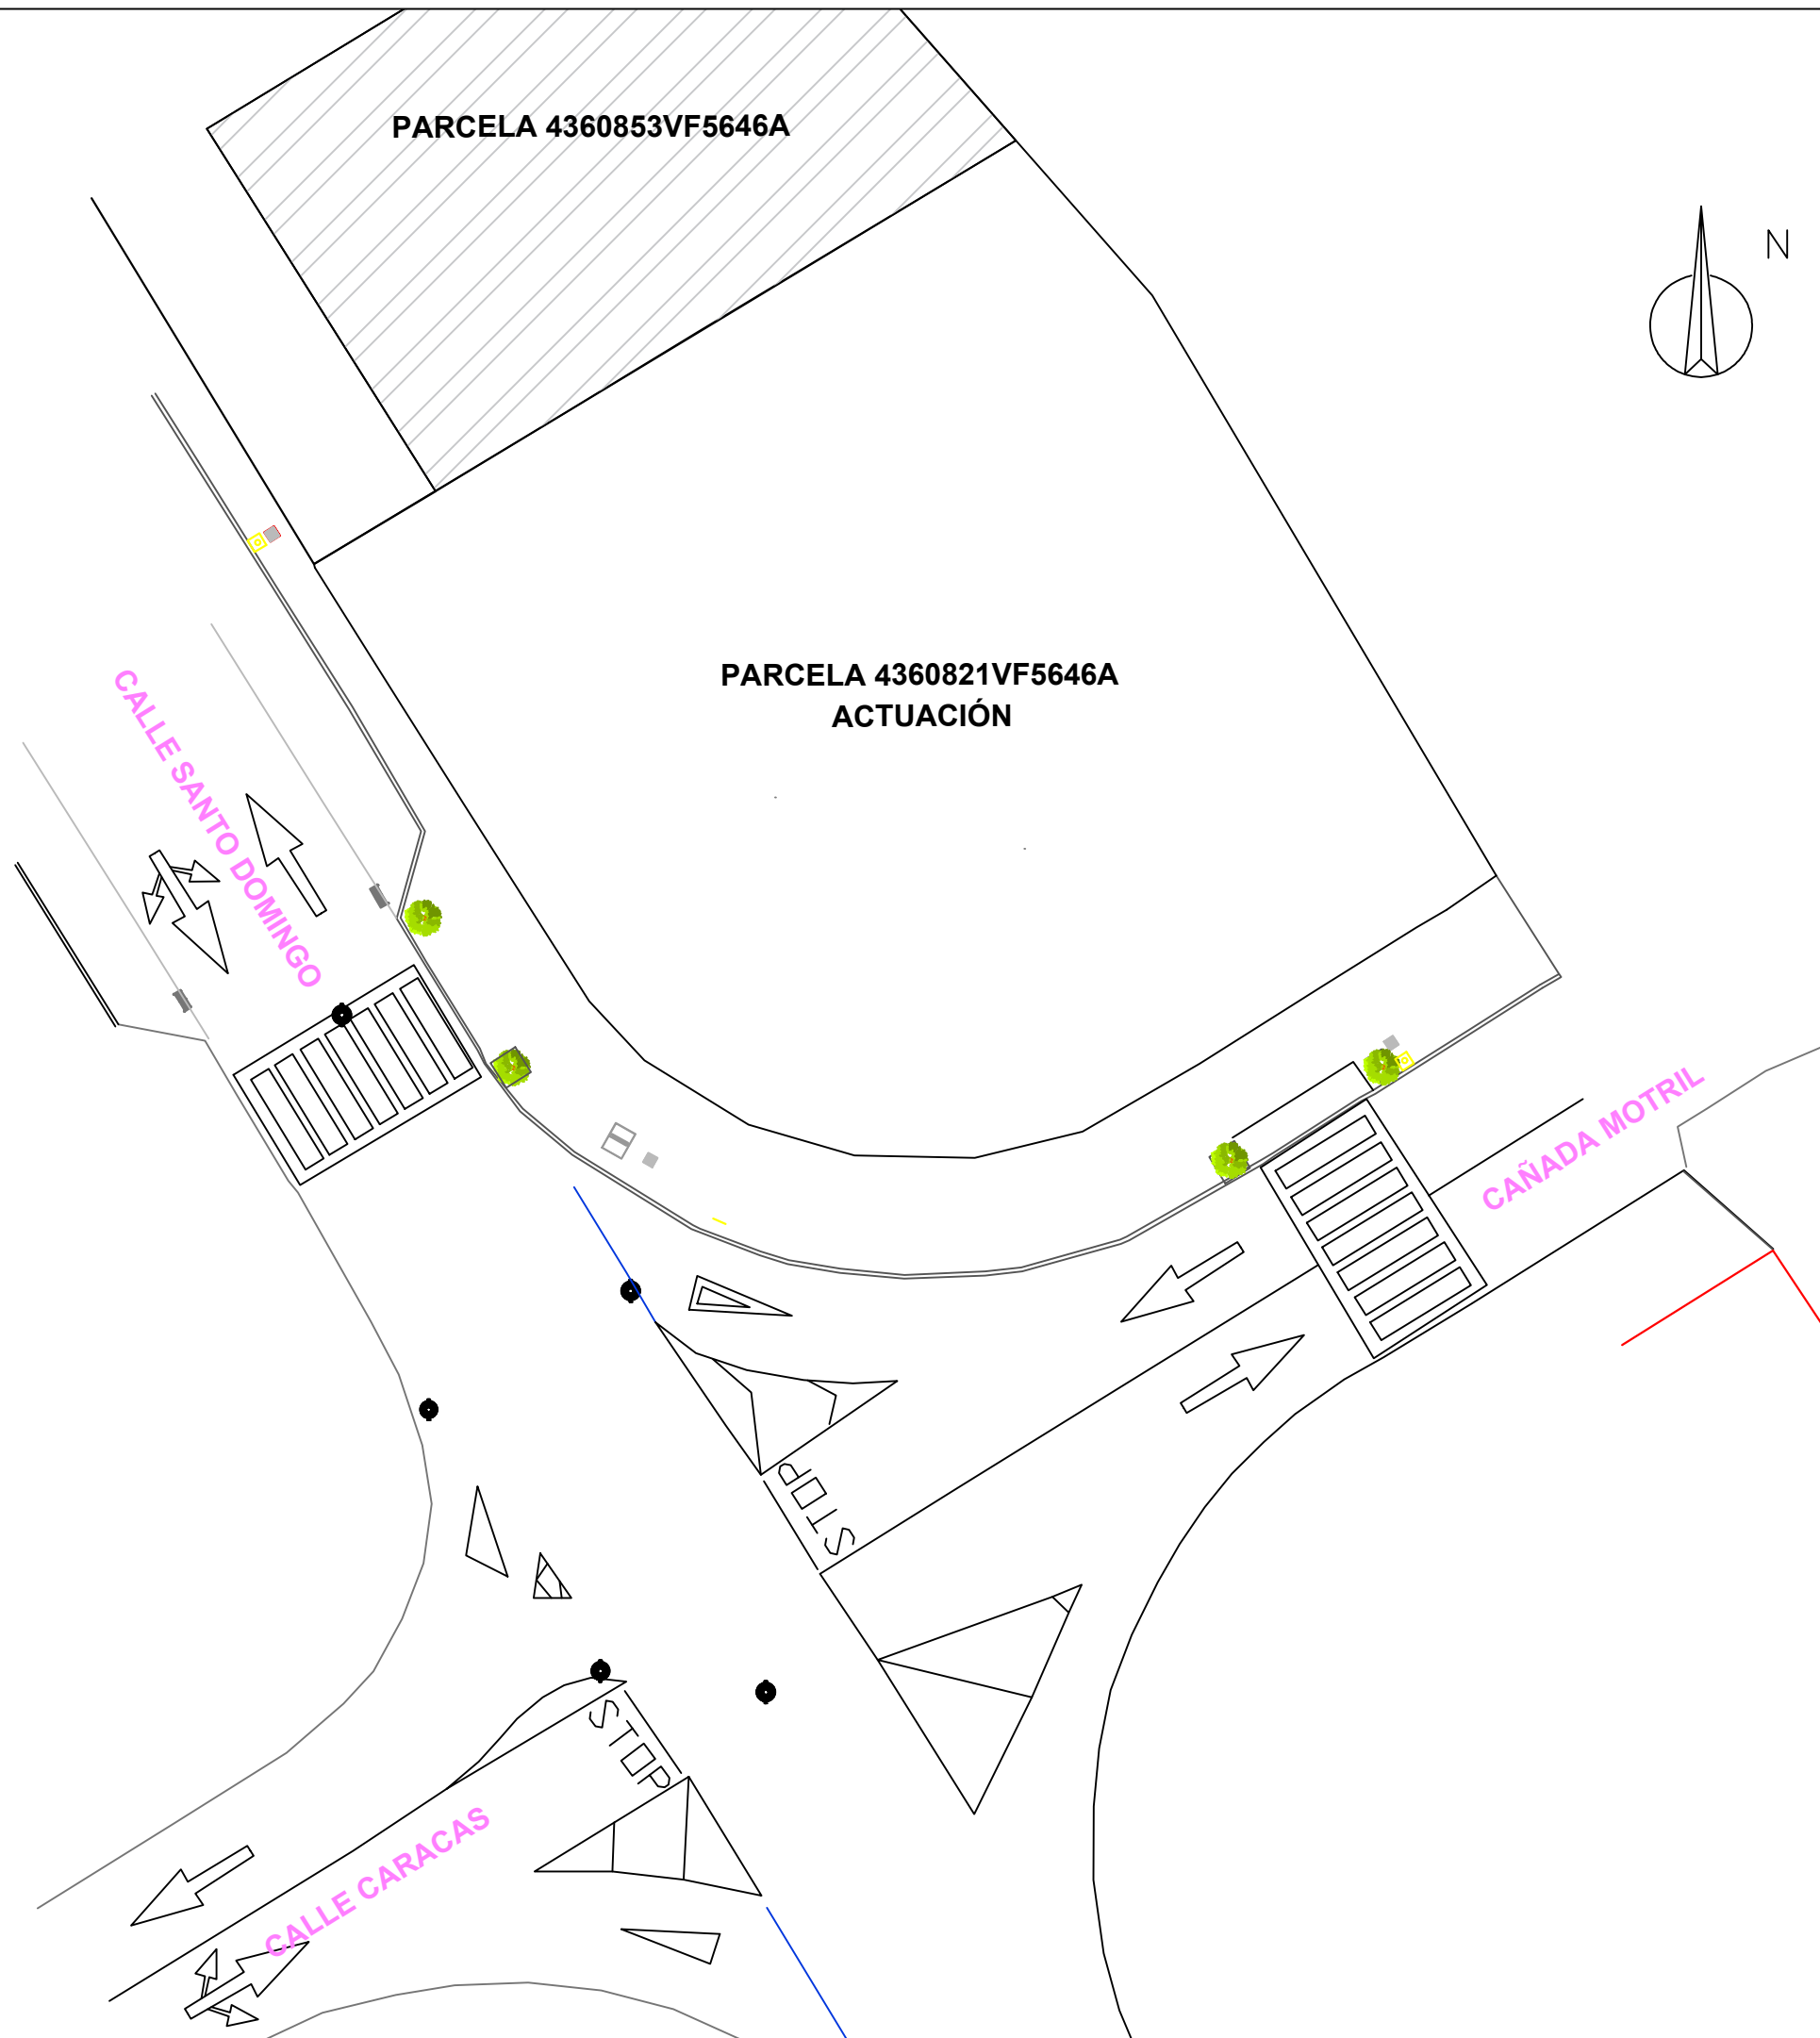 PARCELA 4360853VF5646A
N
PARCELA 4360821VF5646A
ACTUACIÓN
CALLE SANTO DOMINGO
CAÑADA MOTRIL
STOP
STOP
CALLE CARACAS